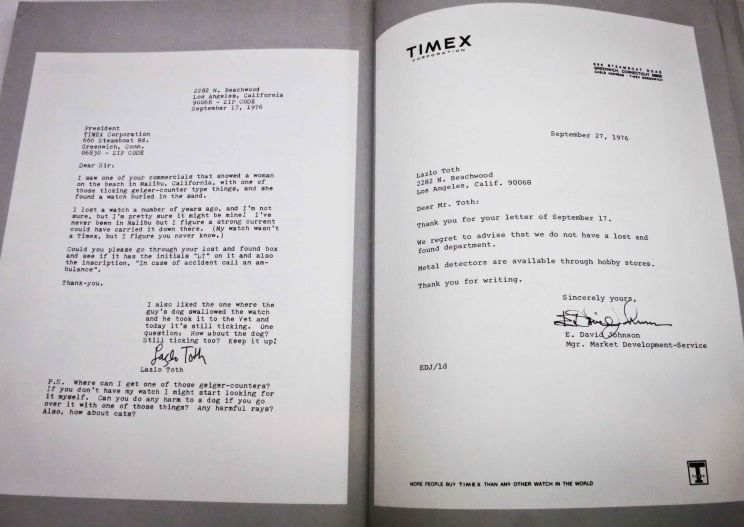 2282 N. Beachwood
Los Angeles, California
90068 - ZIP CODE
September 17, 1976
President
TIMEX Corporation
666 Steamboat Rd.
Greenwich, Conn.
06830 - ZIP CODE
Dear Sir:
I saw one of your commercials that showed a woman
on the beach in Malibu, California, with one of
those ticking geiger-counter type things, and she
found a watch buried in the sand.
I lost a watch a number of years ago, and I'm not
sure, but I'm pretty sure it might be mine! I've
never been in Malibu but I figure a strong current
could have carried it down there. (My watch wasn't
a Timex, but I figure you never know.)
Could you please go through your lost and found box
and see if it has the initials "LT" on it and also
the inscription, "In case of accident call an am-
bulance".
Thank-you.
I also liked the one where the
guy's dog swallowed the watch
and he took it to the Vet and
today it's still ticking. One
question: How about the dog?
Still ticking too? Keep it up!
Lazlo Toth
Lazlo Toth
P.S. Where can I get one of those geiger-counters?
If you don't have my watch I might start looking for
it myself. Can you do any harm to a dog if you go
over it with one of those things? Any harmful rays?
Also, how about cats?
TIMEX
CORPORATION
666 STEAMBOAT ROAD
GREENWICH, CONNECTICUT 06830
CABLE ADDRESS - TIMEX GREENWICH
September 27, 1976
Lazlo Toth
2282 N. Beachwood
Los Angeles, Calif. 90068
Dear Mr. Toth:
Thank you for your letter of September 17.
We regret to advise that we do not have a lost and
found department.
Metal detectors are available through hobby stores.
Thank you for writing.
Sincerely yours,
E. David Johnson
E. David Johnson
Mgr. Market Development-Service
EDJ/ld
MORE PEOPLE BUY TIMEX THAN ANY OTHER WATCH IN THE WORLD
T
TIMEX